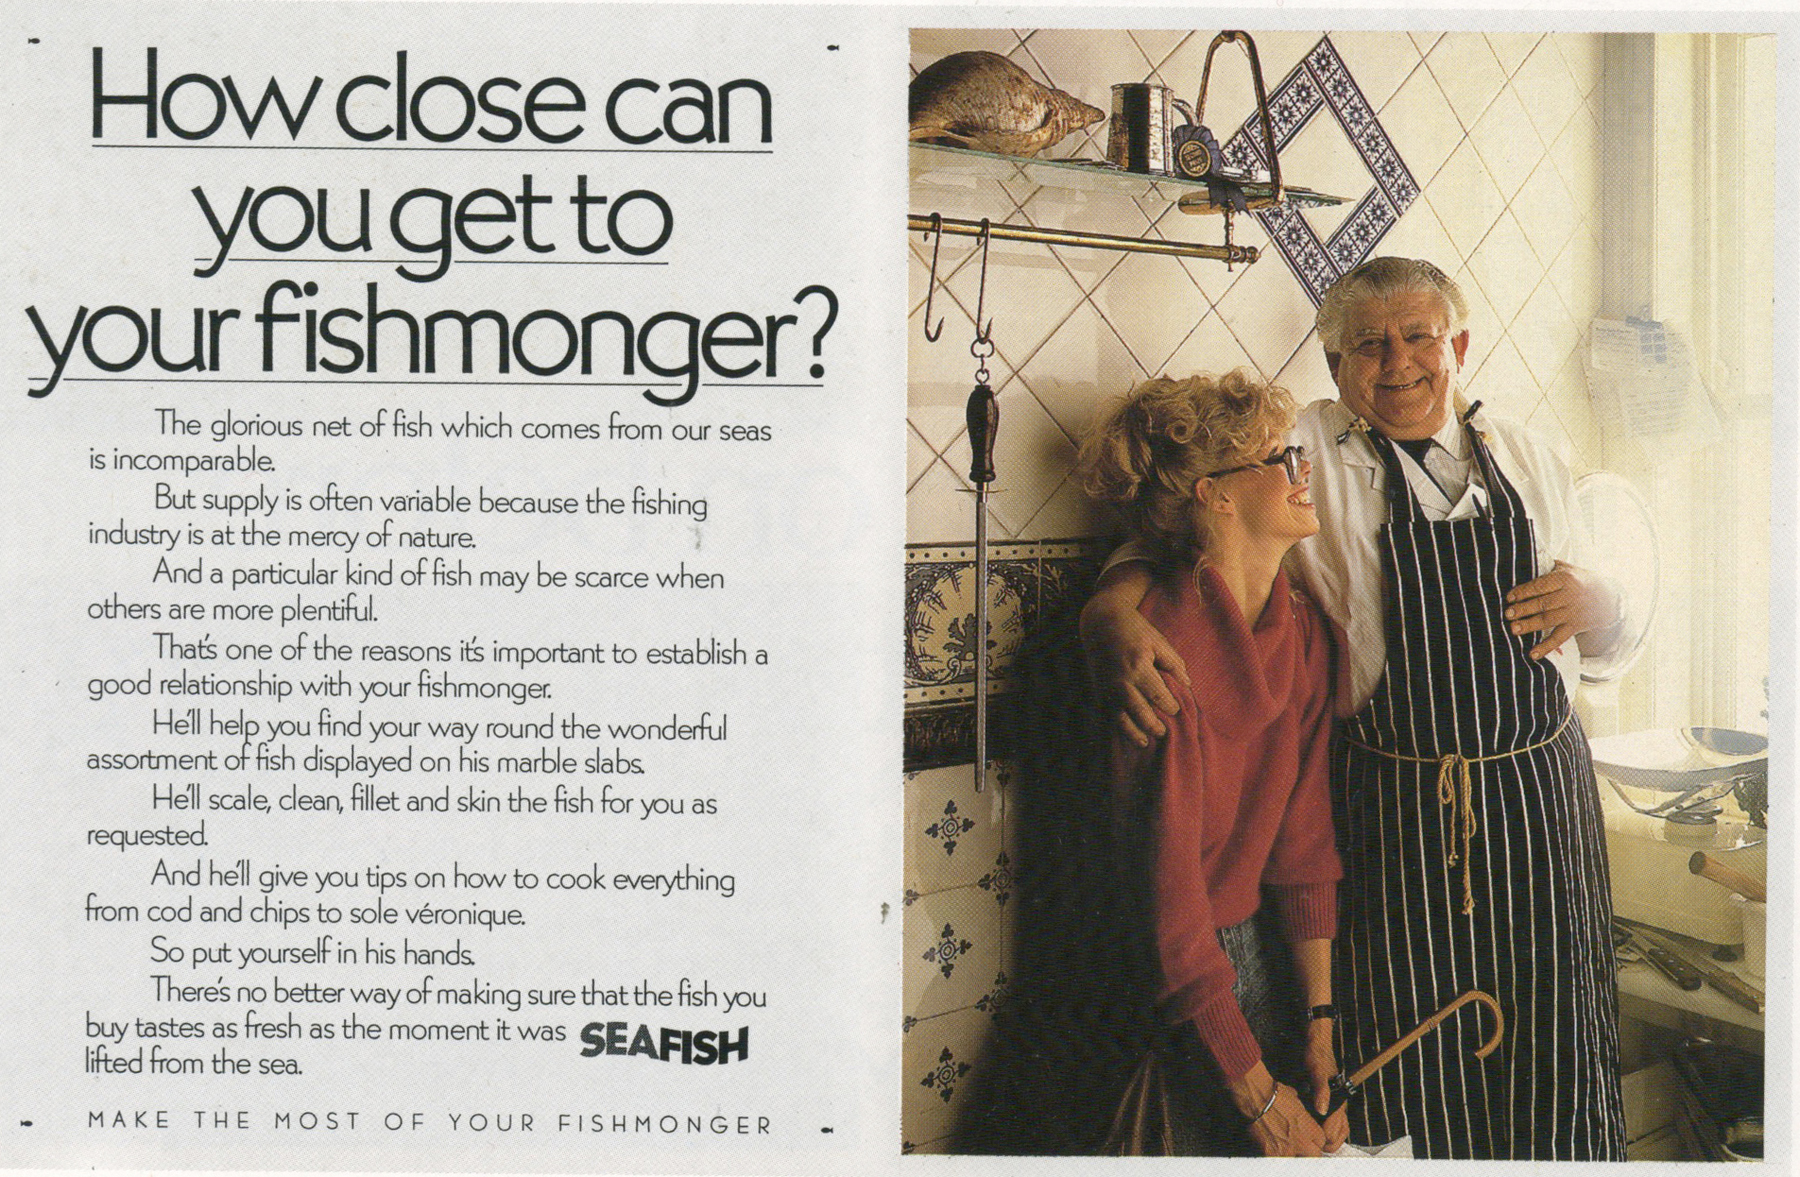 How close can
you get to
your fishmonger?
The glorious net of fish which comes from our seas
is incomparable.
But supply is often variable because the fishing
industry is at the mercy of nature.
And a particular kind of fish may be scarce when
others are more plentiful.
That's one of the reasons it's important to establish a
good relationship with your fishmonger.
He'll help you find your way round the wonderful
assortment of fish displayed on his marble slabs.
He'll scale, clean, fillet and skin the fish for you as
requested.
And he'll give you tips on how to cook everything
from cod and chips to sole véronique.
So put yourself in his hands.
There's no better way of making sure that the fish you
buy tastes as fresh as the moment it was
lifted from the sea.
SEAFISH
MAKE THE MOST OF YOUR FISHMONGER